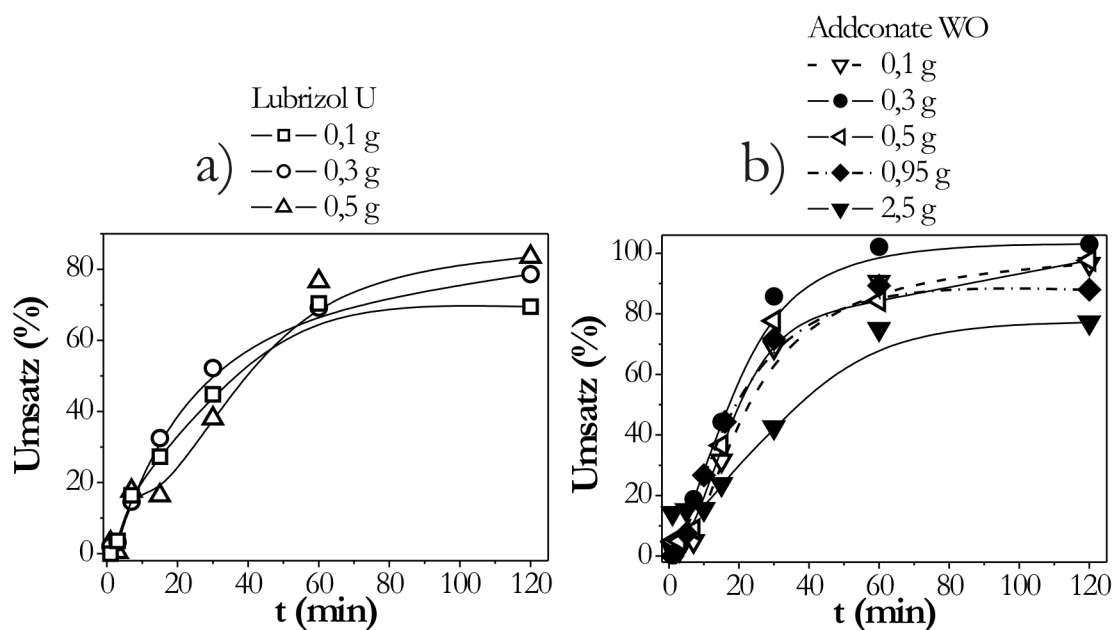 Lubrizol U
0,1 g
0,3 g
0,5 g
a)
Umsatz (%)
80
60
40
20
0
0 20 40 60 80 100 120
t (min)
Addconate WO
0,1 g
0,3 g
0,5 g
0,95 g
2,5 g
b)
Umsatz (%)
100
80
60
40
20
0
0 20 40 60 80 100 120
t (min)